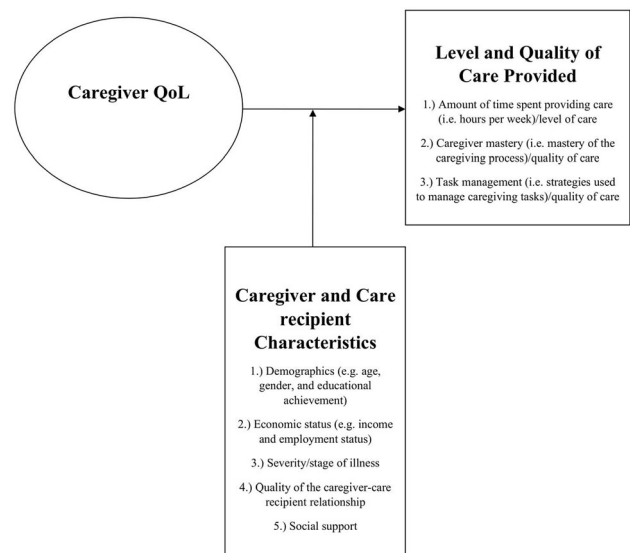 Caregiver QoL
Level and Quality of
Care Provided
1.) Amount of time spent providing care
(i.e. hours per week)/level of care
2.) Caregiver mastery (i.e. mastery of the
caregiving process)/quality of care
3.) Task management (i.e. strategies used
to manage caregiving tasks)/quality of care
Caregiver and Care
recipient
Characteristics
1.) Demographics (e.g. age,
gender, and educational
achievement)
2.) Economic status (e.g. income
and employment status)
3.) Severity/stage of illness
4.) Quality of the caregiver-care
recipient relationship
5.) Social support